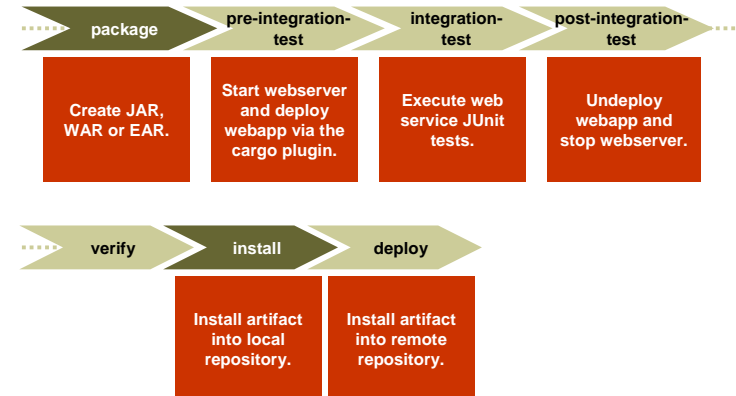 package
pre-integration-
test
integration-
test
post-integration-
test
Create JAR,
WAR or EAR.
Start webserver
and deploy
webapp via the
cargo plugin.
Execute web
service JUnit
tests.
Undeploy
webapp and
stop webserver.
verify
install
deploy
Install artifact
into local
repository.
Install artifact
into remote
repository.